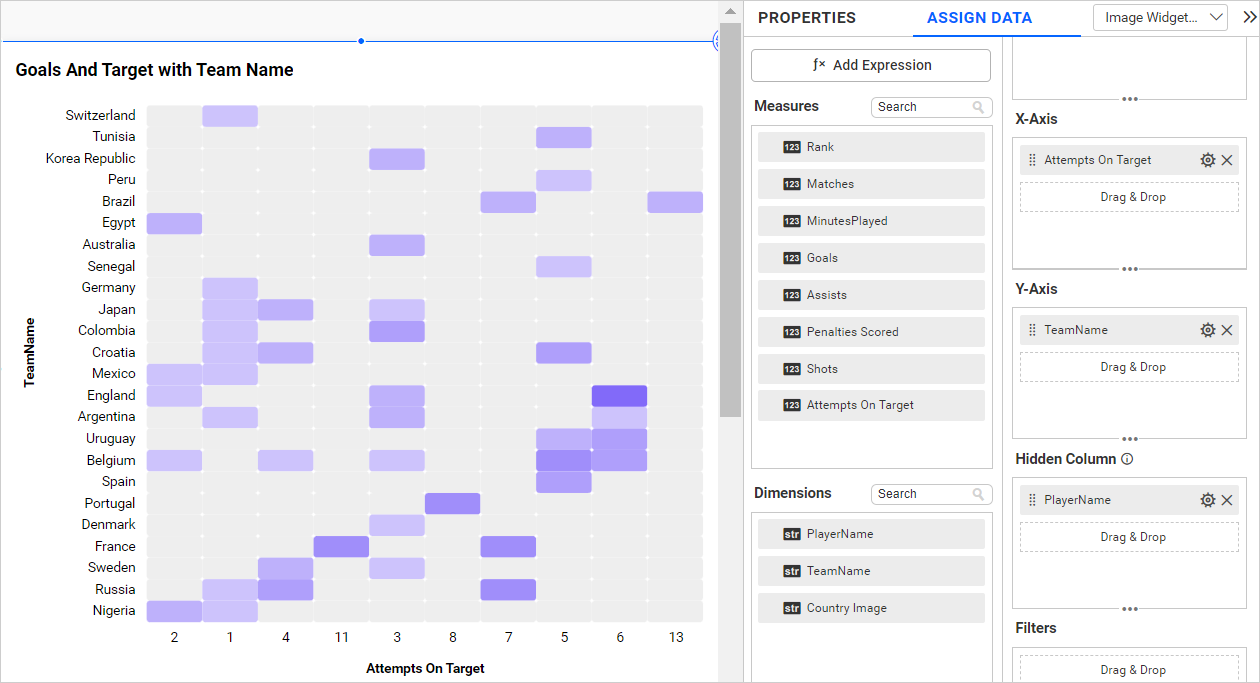 PROPERTIES
ASSIGN DATA
Image Widget...
Goals And Target with Team Name
TeamName
Switzerland
Tunisia
Korea Republic
Peru
Brazil
Egypt
Australia
Senegal
Germany
Japan
Colombia
Croatia
Mexico
England
Argentina
Uruguay
Belgium
Spain
Portugal
Denmark
France
Sweden
Russia
Nigeria
2 1 4 11 3 8 7 5 6 13
Attempts On Target
ƒx Add Expression
Measures
Search
123 Rank
123 Matches
123 MinutesPlayed
123 Goals
123 Assists
123 Penalties Scored
123 Shots
123 Attempts On Target
Dimensions
Search
str PlayerName
str TeamName
str Country Image
X-Axis
Attempts On Target
Drag & Drop
Y-Axis
TeamName
Drag & Drop
Hidden Column
PlayerName
Drag & Drop
Filters
Drag & Drop